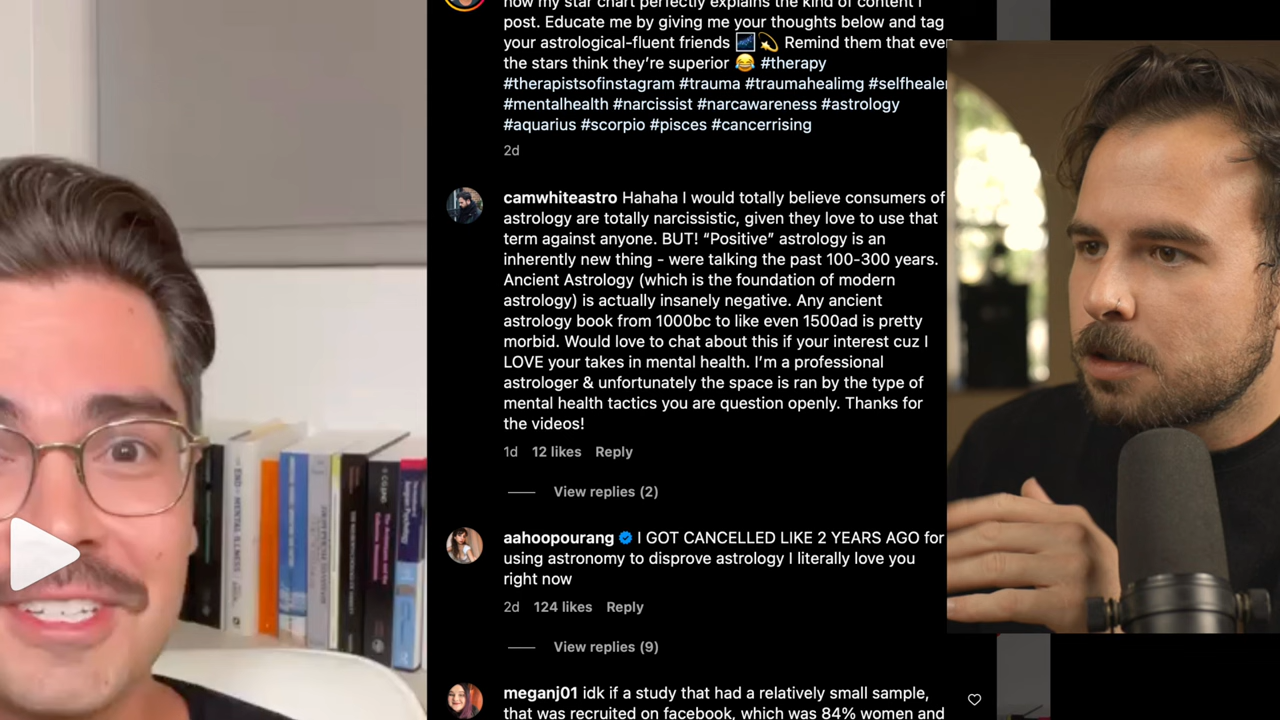 how my star chart perfectly explains the kind of content I
post. Educate me by giving me your thoughts below and tag
your astrological-fluent friends 🌌💫 Remind them that even
the stars think they're superior 😂 #therapy
#therapistsofinstagram #trauma #traumahealimg #selfhealer
#mentalhealth #narcissist #narcawareness #astrology
#aquarius #scorpio #pisces #cancerrising
2d
camwhiteastro Hahaha I would totally believe consumers of
astrology are totally narcissistic, given they love to use that
term against anyone. BUT! “Positive” astrology is an
inherently new thing - were talking the past 100-300 years.
Ancient Astrology (which is the foundation of modern
astrology) is actually insanely negative. Any ancient
astrology book from 1000bc to like even 1500ad is pretty
morbid. Would love to chat about this if your interest cuz I
LOVE your takes in mental health. I'm a professional
astrologer & unfortunately the space is ran by the type of
mental health tactics you are question openly. Thanks for
the videos!
1d 12 likes Reply
View replies (2)
aahoopourang I GOT CANCELLED LIKE 2 YEARS AGO for
using astronomy to disprove astrology I literally love you
right now
2d 124 likes Reply
View replies (9)
meganj01 idk if a study that had a relatively small sample,
that was recruited on facebook, which was 84% women and